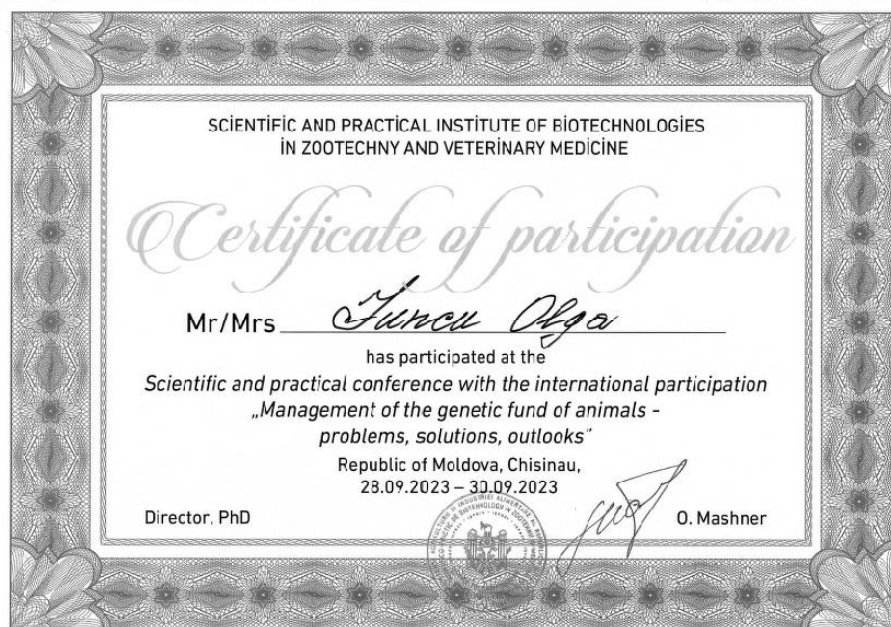 SCIENTIFIC AND PRACTICAL INSTITUTE OF BIOTECHNOLOGIES
IN ZOOTECHNY AND VETERINARY MEDICINE
Certificate of participation
Mr/Mrs Olga
has participated at the
Scientific and practical conference with the international participation
„Management of the genetic fund of animals -
problems, solutions, outlooks"
Republic of Moldova, Chisinau,
28.09.2023 – 30.09.2023
Director, PhD
O. Mashner